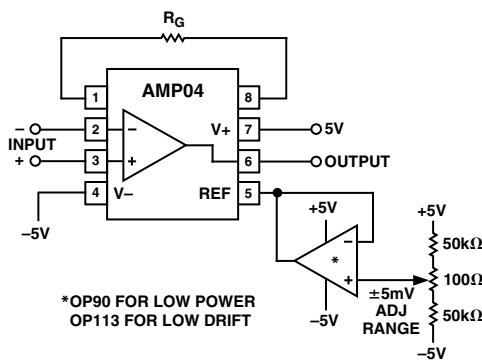 RG
AMP04
1
8
2
–
V+
7
5V
–
INPUT
+
3
+
6
OUTPUT
4
V–
REF
5
–5V
+5V
–
*
+
–5V
±5mV
ADJ
RANGE
+5V
50kΩ
100Ω
50kΩ
–5V
*OP90 FOR LOW POWER
OP113 FOR LOW DRIFT